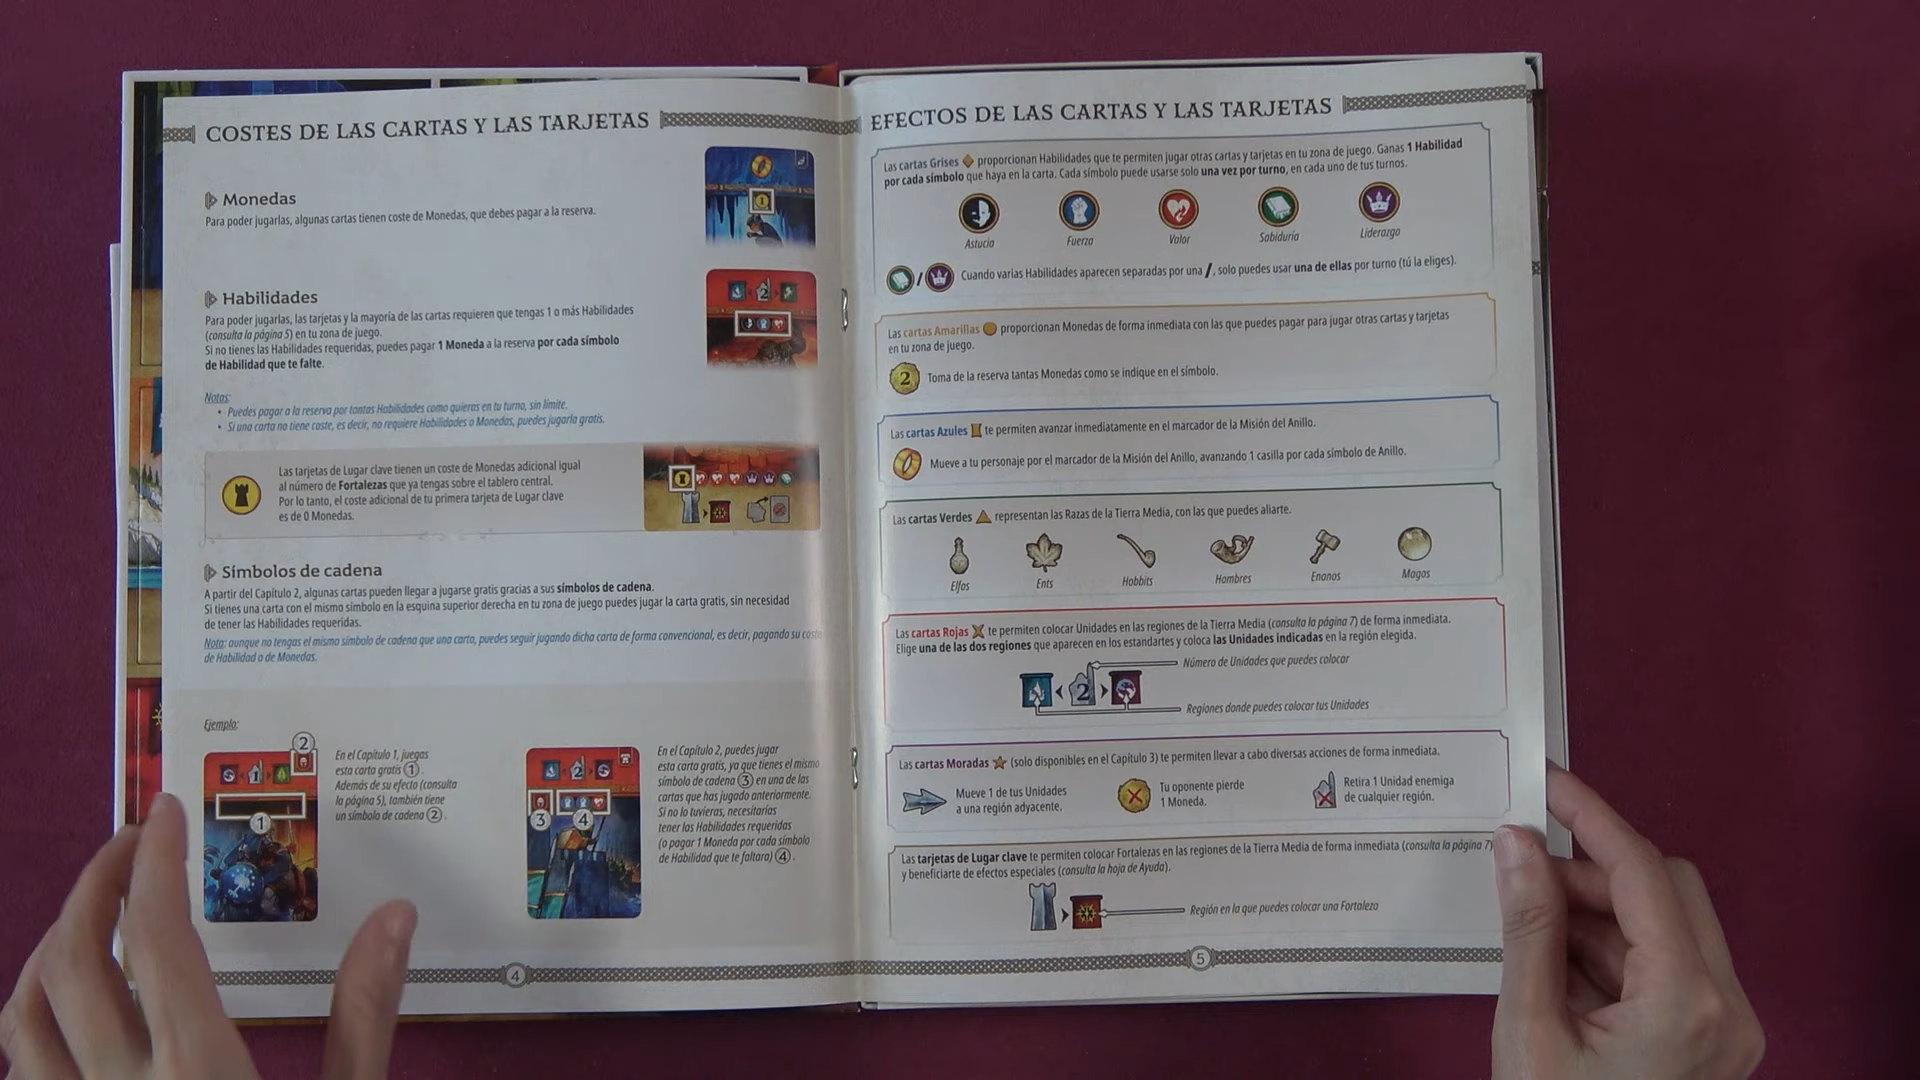 COSTES DE LAS CARTAS Y LAS TARJETAS
Monedas
Para poder jugarlas, algunas cartas tienen coste de Monedas, que debes pagar a la reserva.
1
Habilidades
Para poder jugarlas, las tarjetas y la mayoría de las cartas requieren que tengas 1 o más Habilidades
(consulta la página 5) en tu zona de juego.
Si no tienes las Habilidades requeridas, puedes pagar 1 Moneda a la reserva por cada símbolo
de Habilidad que te falte.
2
Notas:
• Puedes pagar a la reserva por tantas Habilidades como quieras en tu turno, sin límite.
• Si una carta no tiene coste, es decir, no requiere Habilidades o Monedas, puedes jugarla gratis.
Las tarjetas de Lugar clave tienen un coste de Monedas adicional igual
al número de Fortalezas que ya tengas sobre el tablero central.
Por lo tanto, el coste adicional de tu primera tarjeta de Lugar clave
es de 0 Monedas.
Símbolos de cadena
A partir del Capítulo 2, algunas cartas pueden llegar a jugarse gratis gracias a sus símbolos de cadena.
Si tienes una carta con el mismo símbolo en la esquina superior derecha en tu zona de juego puedes jugar la carta gratis, sin necesidad
de tener las Habilidades requeridas.
Nota: aunque no tengas el mismo símbolo de cadena que una carta, puedes seguir jugando dicha carta de forma convencional, es decir, pagando su coste
de Habilidad o de Monedas.
Ejemplo:
2
1
1
En el Capítulo 1, juegas
esta carta gratis 1.
Además de su efecto (consulta
la página 5), también tiene
un símbolo de cadena 2.
2
3
4
En el Capítulo 2, puedes jugar
esta carta gratis, ya que tienes el mismo
símbolo de cadena 3 en una de las
cartas que has jugado anteriormente.
Si no lo tuvieras, necesitarías
tener las Habilidades requeridas
(o pagar 1 Moneda por cada símbolo
de Habilidad que te faltara) 4.
4
EFECTOS DE LAS CARTAS Y LAS TARJETAS
Las cartas Grises proporcionan Habilidades que te permiten jugar otras cartas y tarjetas en tu zona de juego. Ganas 1 Habilidad
por cada símbolo que haya en la carta. Cada símbolo puede usarse solo una vez por turno, en cada uno de tus turnos.
Astucia Fuerza Valor Sabiduría Liderazgo
/ Cuando varias Habilidades aparecen separadas por una /, solo puedes usar una de ellas por turno (tú la eliges).
Las cartas Amarillas proporcionan Monedas de forma inmediata con las que puedes pagar para jugar otras cartas y tarjetas
en tu zona de juego.
2 Toma de la reserva tantas Monedas como se indique en el símbolo.
Las cartas Azules te permiten avanzar inmediatamente en el marcador de la Misión del Anillo.
Mueve a tu personaje por el marcador de la Misión del Anillo, avanzando 1 casilla por cada símbolo de Anillo.
Las cartas Verdes representan las Razas de la Tierra Media, con las que puedes aliarte.
Elfos Ents Hobbits Hombres Enanos Magos
Las cartas Rojas te permiten colocar Unidades en las regiones de la Tierra Media (consulta la página 7) de forma inmediata.
Elige una de las dos regiones que aparecen en los estandartes y coloca las Unidades indicadas en la región elegida.
Número de Unidades que puedes colocar
2
Regiones donde puedes colocar tus Unidades
Las cartas Moradas (solo disponibles en el Capítulo 3) te permiten llevar a cabo diversas acciones de forma inmediata.
Mueve 1 de tus Unidades
a una región adyacente.
Tu oponente pierde
1 Moneda.
Retira 1 Unidad enemiga
de cualquier región.
Las tarjetas de Lugar clave te permiten colocar Fortalezas en las regiones de la Tierra Media de forma inmediata (consulta la página 7)
y beneficiarte de efectos especiales (consulta la hoja de Ayuda).
Región en la que puedes colocar una Fortaleza
5